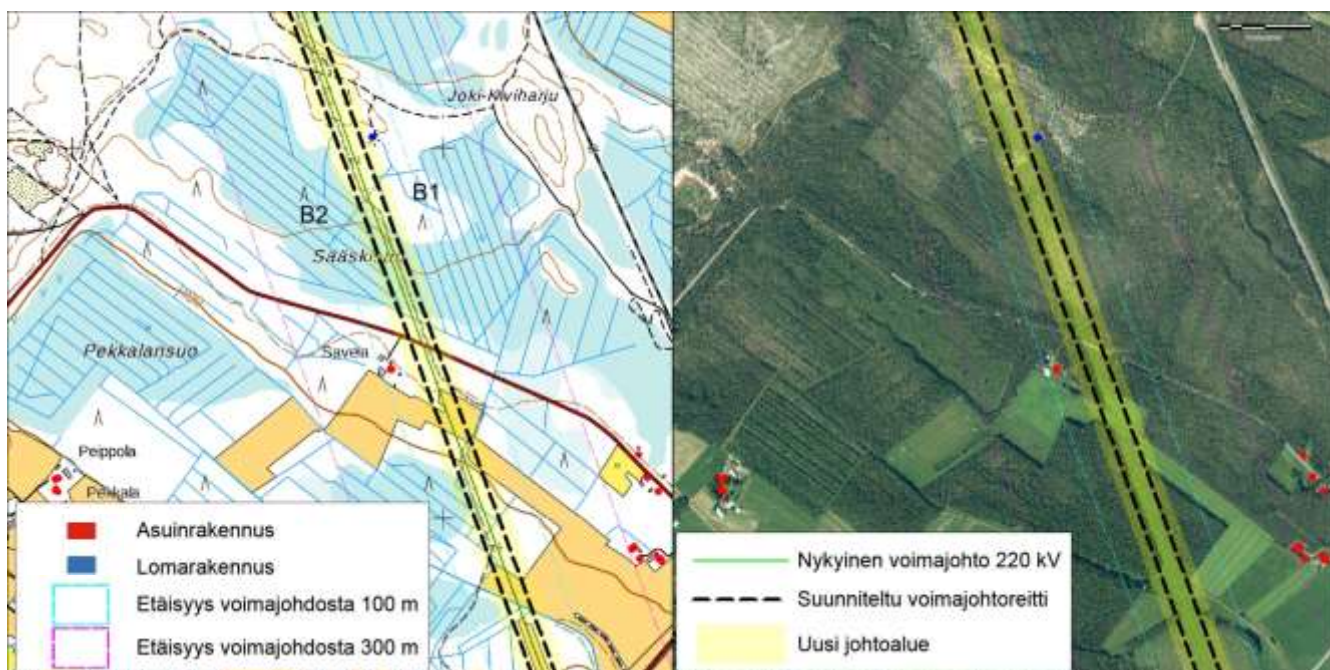 Joki-Kiviharju
B1
B2
Pekkalansuo
Peippola
Pekkala
Asuinrakennus
Lomarakennus
Etäisyys voimajohdosta 100 m
Etäisyys voimajohdosta 300 m
Nykyinen voimajohto 220 kV
Suunniteltu voimajohtoreitti
Uusi johtoalue